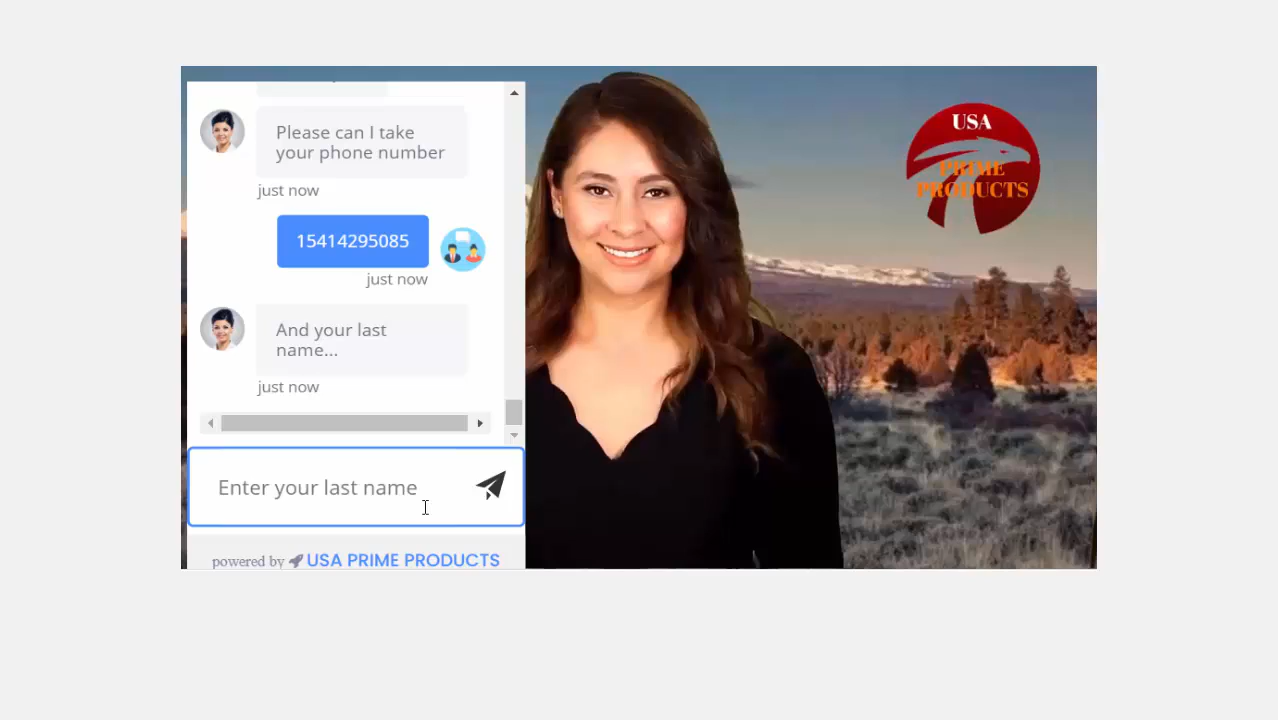 Please can I take
your phone number
just now
15414295085
just now
And your last
name...
just now
Enter your last name
powered by USA PRIME PRODUCTS
USA
PRIME
PRODUCTS